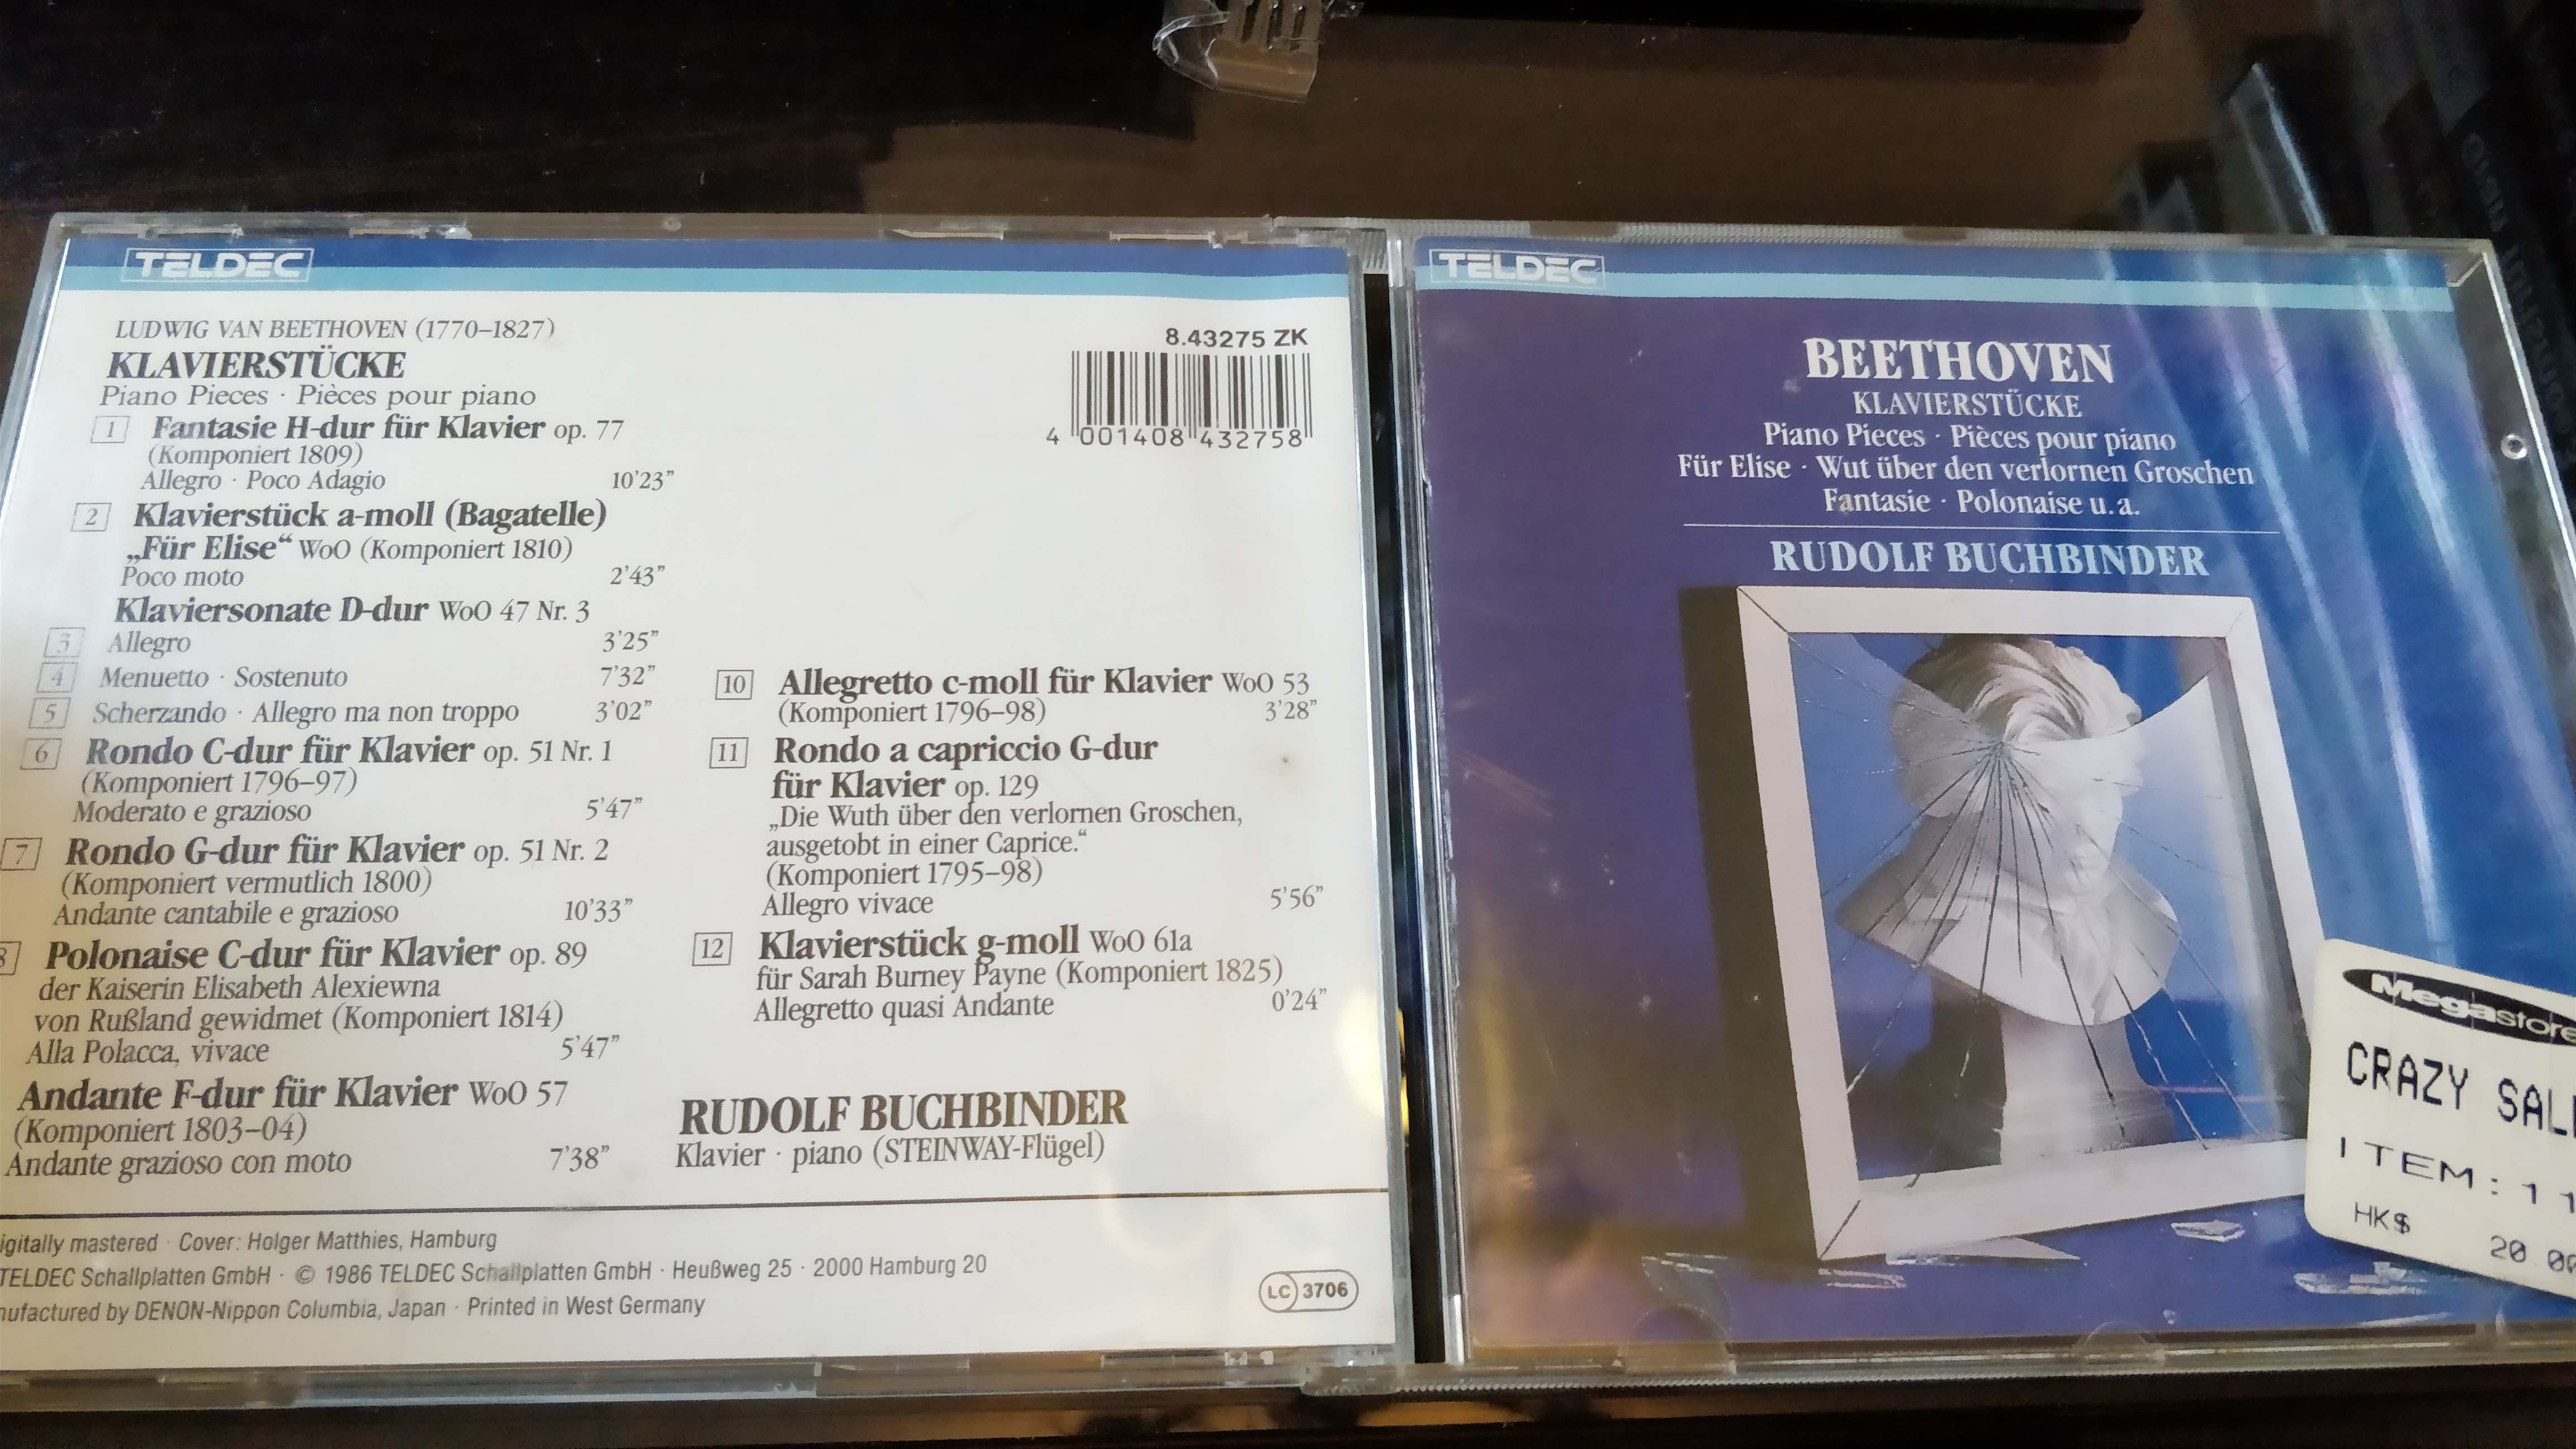 TELDEC
LUDWIG VAN BEETHOVEN (1770–1827)
KLAVIERSTÜCKE
Piano Pieces · Pièces pour piano
8.43275 ZK
4 001408 432758
1 Fantasie H-dur für Klavier op. 77
(Komponiert 1809)
Allegro · Poco Adagio 10’23”
2 Klavierstück a-moll (Bagatelle)
„Für Elise“ WoO (Komponiert 1810)
Poco moto 2’43”
Klaviersonate D-dur WoO 47 Nr. 3
3 Allegro 3’25”
4 Menuetto · Sostenuto 7’32”
5 Scherzando · Allegro ma non troppo 3’02”
6 Rondo C-dur für Klavier op. 51 Nr. 1
(Komponiert 1796–97)
Moderato e grazioso 5’47”
7 Rondo G-dur für Klavier op. 51 Nr. 2
(Komponiert vermutlich 1800)
Andante cantabile e grazioso 10’33”
8 Polonaise C-dur für Klavier op. 89
der Kaiserin Elisabeth Alexiewna
von Rußland gewidmet (Komponiert 1814)
Alla Polacca, vivace 5’47”
Andante F-dur für Klavier WoO 57
(Komponiert 1803–04)
Andante grazioso con moto 7’38”
10 Allegretto c-moll für Klavier WoO 53
(Komponiert 1796–98) 3’28”
11 Rondo a capriccio G-dur
für Klavier op. 129
„Die Wuth über den verlornen Groschen,
ausgetobt in einer Caprice.“
(Komponiert 1795–98)
Allegro vivace 5’56”
12 Klavierstück g-moll WoO 61a
für Sarah Burney Payne (Komponiert 1825)
Allegretto quasi Andante 0’24”
RUDOLF BUCHBINDER
Klavier · piano (STEINWAY-Flügel)
igitally mastered · Cover: Holger Matthies, Hamburg
TELDEC Schallplatten GmbH · © 1986 TELDEC Schallplatten GmbH · Heußweg 25 · 2000 Hamburg 20
nufactured by DENON-Nippon Columbia, Japan · Printed in West Germany
LC 3706
TELDEC
BEETHOVEN
KLAVIERSTÜCKE
Piano Pieces · Pièces pour piano
Für Elise · Wut über den verlornen Groschen
Fantasie · Polonaise u. a.
RUDOLF BUCHBINDER
Megastore
CRAZY SAL
ITEM: 11
HK$ 20.00